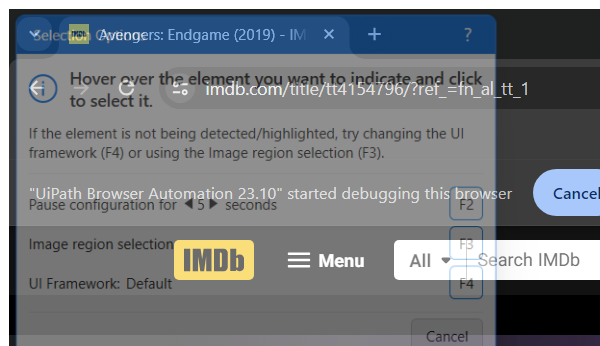 Selection Options
IMDb
Avengers: Endgame (2019) - IM
?
Hover over the element you want to indicate and click
to select it.
imdb.com/title/tt4154796/?ref_=fn_al_tt_1
If the element is not being detected/highlighted, try changing the UI
framework (F4) or using the Image region selection (F3).
"UiPath Browser Automation 23.10" started debugging this browser
Cancel
Pause configuration for 5 seconds
F2
Image region selection
F3
IMDb
Menu
All
Search IMDb
UI Framework: Default
F4
Cancel